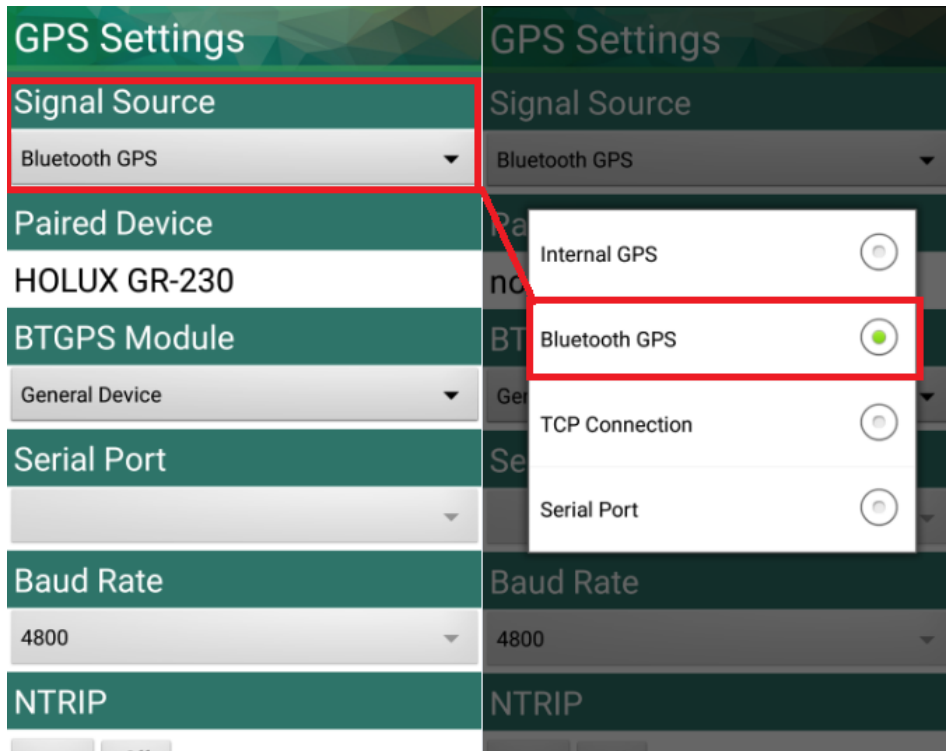 GPS Settings
Signal Source
Bluetooth GPS
Paired Device
HOLUX GR-230
BTGPS Module
General Device
Serial Port
Baud Rate
4800
NTRIP
GPS Settings
Signal Source
Bluetooth GPS
Internal GPS
Bluetooth GPS
TCP Connection
Serial Port
Baud Rate
4800
NTRIP